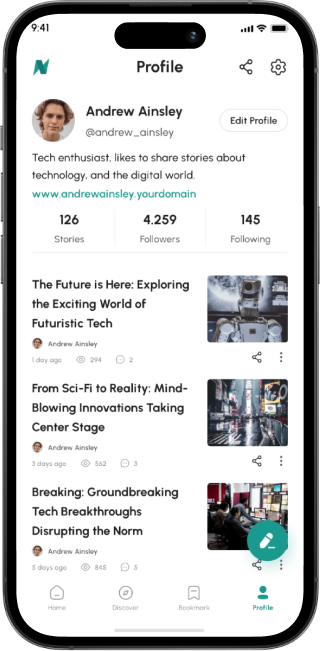 9:41
N
Profile
Andrew Ainsley
@andrew_ainsley
Edit Profile
Tech enthusiast, likes to share stories about
technology, and the digital world.
www.andrewainsley.yourdomain
126
4.259
145
Stories
Followers
Following
The Future is Here: Exploring
the Exciting World of
Futuristic Tech
Andrew Ainsley
1 day ago 294 2
From Sci-Fi to Reality: Mind-
Blowing Innovations Taking
Center Stage
Andrew Ainsley
3 days ago 562 3
Breaking: Groundbreaking
Tech Breakthroughs
Disrupting the Norm
Andrew Ainsley
5 days ago 845 5
Home
Discover
Bookmark
Profile